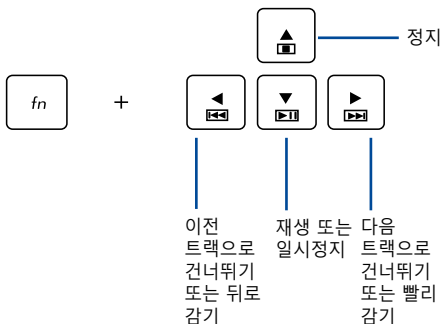 정지
fn
+
이전
트랙으로
건너뛰기
또는 뒤로
감기
재생 또는
일시정지
다음
트랙으로
건너뛰기
또는 빨리
감기